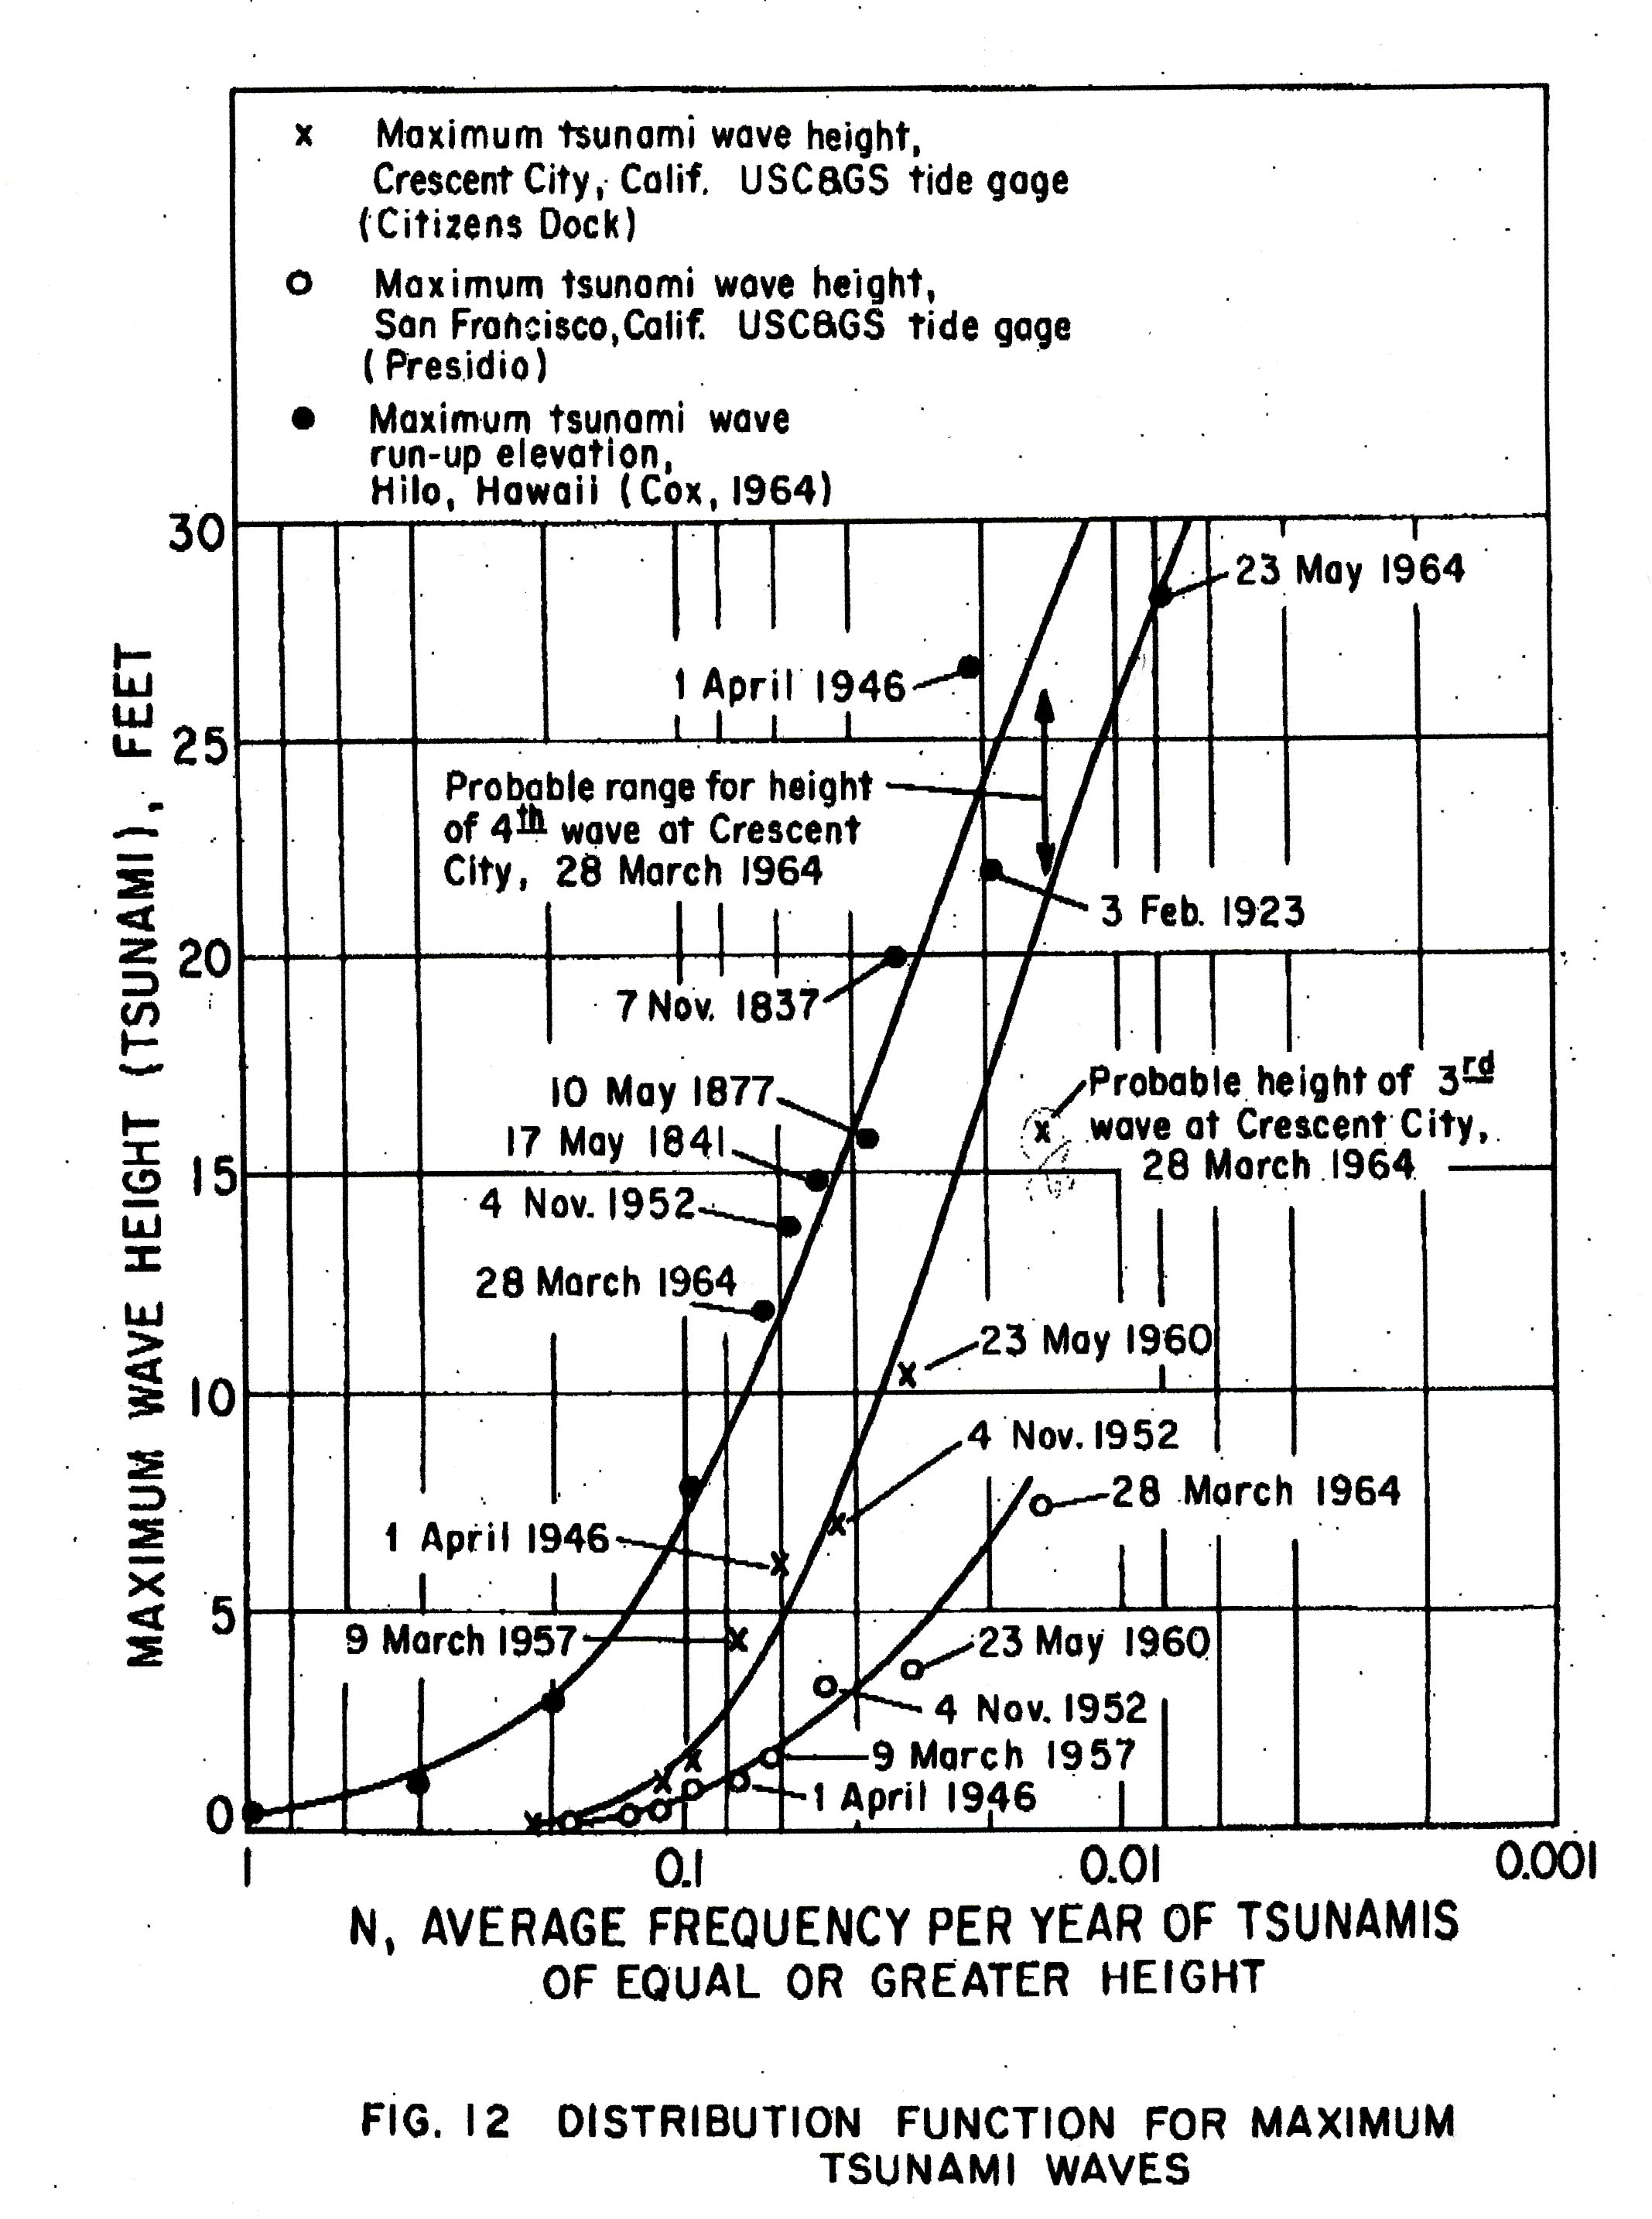 x Maximum tsunami wave height,
Crescent City, Calif. USC&GS tide gage
(Citizens Dock)
o Maximum tsunami wave height,
San Francisco, Calif. USC&GS tide gage
(Presidio)
● Maximum tsunami wave
run-up elevation,
Hilo, Hawaii (Cox, 1964)
30
23 May 1964
1 April 1946
25
Probable range for height
of 4th wave at Crescent
City, 28 March 1964
3 Feb. 1923
20
7 Nov. 1837
10 May 1877
Probable height of 3rd
wave at Crescent City,
28 March 1964
17 May 1841
15
4 Nov. 1952
28 March 1964
23 May 1960
10
4 Nov. 1952
28 March 1964
1 April 1946
5
9 March 1957
23 May 1960
4 Nov. 1952
9 March 1957
1 April 1946
0
1 0.1 0.01 0.001
MAXIMUM WAVE HEIGHT (TSUNAMI), FEET
N, AVERAGE FREQUENCY PER YEAR OF TSUNAMIS
OF EQUAL OR GREATER HEIGHT
FIG. 12 DISTRIBUTION FUNCTION FOR MAXIMUM
TSUNAMI WAVES